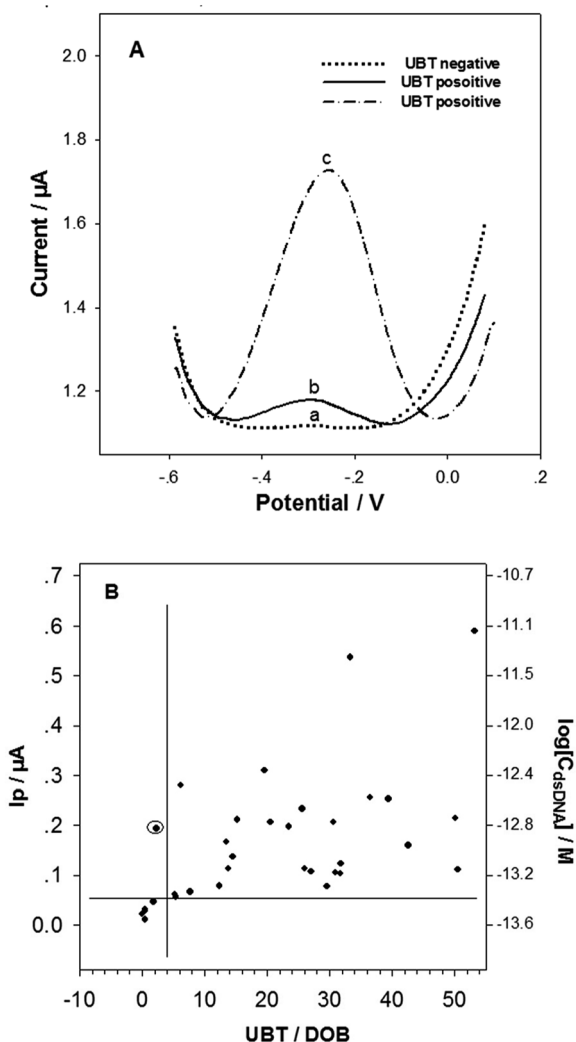 A
2.0
1.8
1.6
1.4
1.2
Current / µA
UBT negative
UBT posoitive
UBT posoitive
c
b
a
-.6
-.4
-.2
0.0
.2
Potential / V
B
.7
.6
.5
.4
.3
.2
.1
0.0
Ip / µA
-10.7
-11.1
-11.5
-12.0
-12.4
-12.8
-13.2
-13.6
log[CdsDNA] / M
-10
0
10
20
30
40
50
UBT / DOB